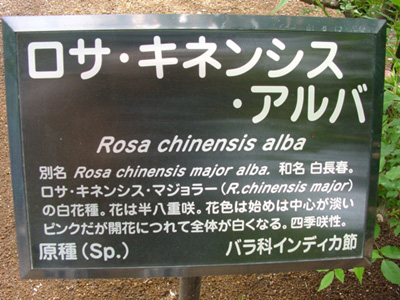 ロサ・キネンシス
・アルバ
Rosa chinensis alba
別名 Rosa chinensis major alba. 和名 白長春。
ロサ・キネンシス・マジョラー(R.chinensis major)
の白花種。花は半八重咲。花色は始めは中心が淡い
ピンクだが開花につれて全体が白くなる。四季咲性。
原種(Sp.) バラ科インディカ節